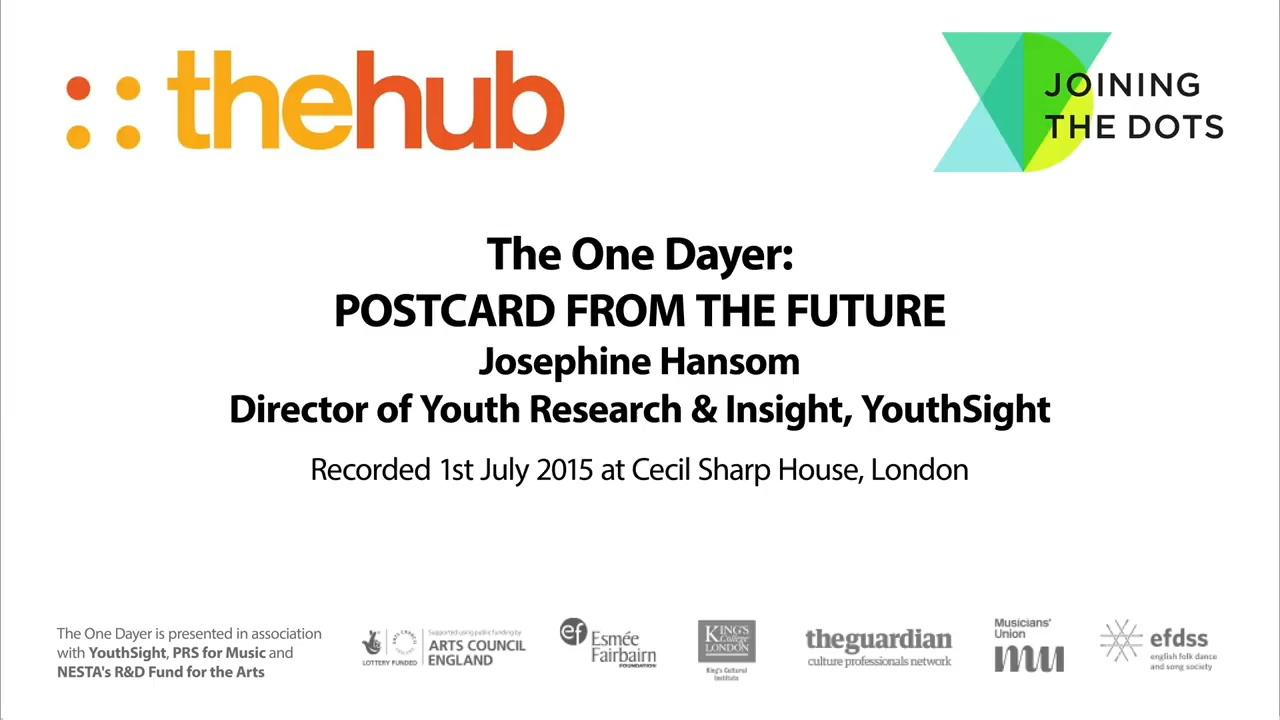 thehub
JOINING
THE DOTS
The One Dayer:
POSTCARD FROM THE FUTURE
Josephine Hansom
Director of Youth Research & Insight, YouthSight
Recorded 1st July 2015 at Cecil Sharp House, London
The One Dayer is presented in association
with YouthSight, PRS for Music and
NESTA's R&D Fund for the Arts
LOTTERY FUNDED
Supported using public funding by
ARTS COUNCIL
ENGLAND
ef
Esmée
Fairbairn
FOUNDATION
KING'S
College
LONDON
King's Cultural
Institute
theguardian
culture professionals network
Musicians'
Union
mu
efdss
english folk dance
and song society